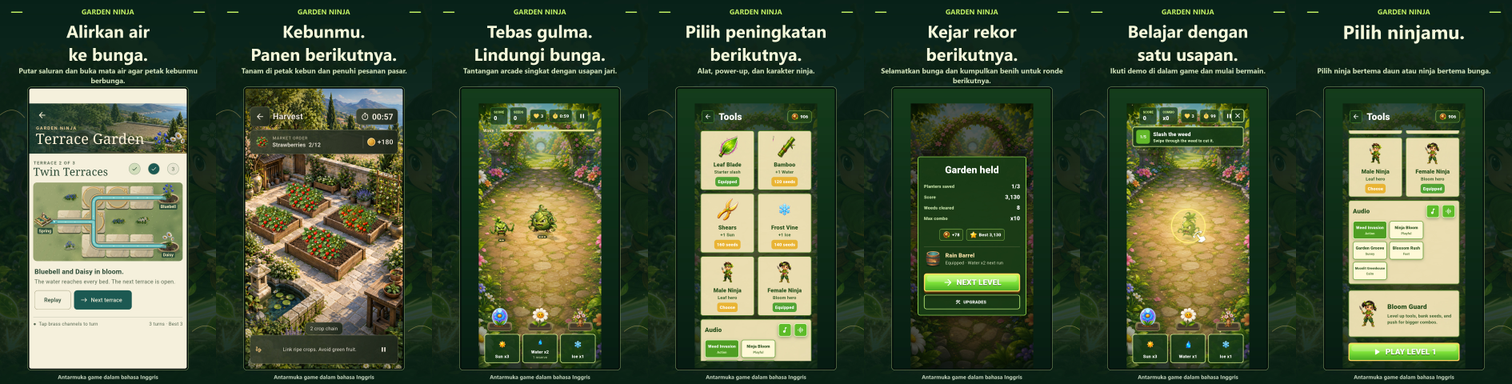 GARDEN NINJA
Alirkan air
ke bunga.
Putar saluran dan buka mata air agar petak kebunmu
berbunga.
GARDEN NINJA
Terrace Garden
TERRACE 2 OF 3
Twin Terraces
3
Bluebell
Spring
Daisy
Bluebell and Daisy in bloom.
The water reaches every bed. The next terrace is open.
Replay
Next terrace
Tap brass channels to turn
3 turns · Best 3
Antarmuka game dalam bahasa Inggris
GARDEN NINJA
Kebunmu.
Panen berikutnya.
Tanam di petak kebun dan penuhi pesanan pasar.
Harvest
00:57
MARKET ORDER
Strawberries 2/12
+180
2 crop chain
Link ripe crops. Avoid green fruit.
Antarmuka game dalam bahasa Inggris
GARDEN NINJA
Tebas gulma.
Lindungi bunga.
Tantangan arcade singkat dengan usapan jari.
0
0
3
0:59
Sun x3
Water x2
Ice x1
Antarmuka game dalam bahasa Inggris
GARDEN NINJA
Pilih peningkatan
berikutnya.
Alat, power-up, dan karakter ninja.
Tools
906
Leaf Blade
Starter slash
Equipped
Bamboo
+1 Water
120 seeds
Shears
+1 Sun
160 seeds
Frost Vine
+1 Ice
140 seeds
Male Ninja
Leaf hero
Choose
Female Ninja
Bloom hero
Equipped
Audio
Weed Invasion
Active
Ninja Bloom
Playful
Antarmuka game dalam bahasa Inggris
GARDEN NINJA
Kejar rekor
berikutnya.
Selamatkan bunga dan kumpulkan benih untuk ronde
berikutnya.
Garden held
Planters saved 1/3
Score 3,130
Weeds cleared 8
Max combo x10
+78
Best 3,130
Rain Barrel
Equipped · Water x2 next run
NEXT LEVEL
UPGRADES
Antarmuka game dalam bahasa Inggris
GARDEN NINJA
Belajar dengan
satu usapan.
Ikuti demo di dalam game dan mulai bermain.
0
x0
3
Slash the weed
Swipe through the weed to cut it.
Sun x3
Water x1
Ice x1
Antarmuka game dalam bahasa Inggris
GARDEN NINJA
Pilih ninjamu.
Pilih ninja bertema daun atau ninja bertema bunga.
Tools
906
Male Ninja
Leaf hero
Choose
Female Ninja
Bloom hero
Equipped
Audio
Weed Invasion
Active
Ninja Bloom
Playful
Garden Groove
Blossom Rush
Fast
Bloom Guard
Level up tools, bank seeds, and
push for bigger combos.
PLAY LEVEL 1
Antarmuka game dalam bahasa Inggris